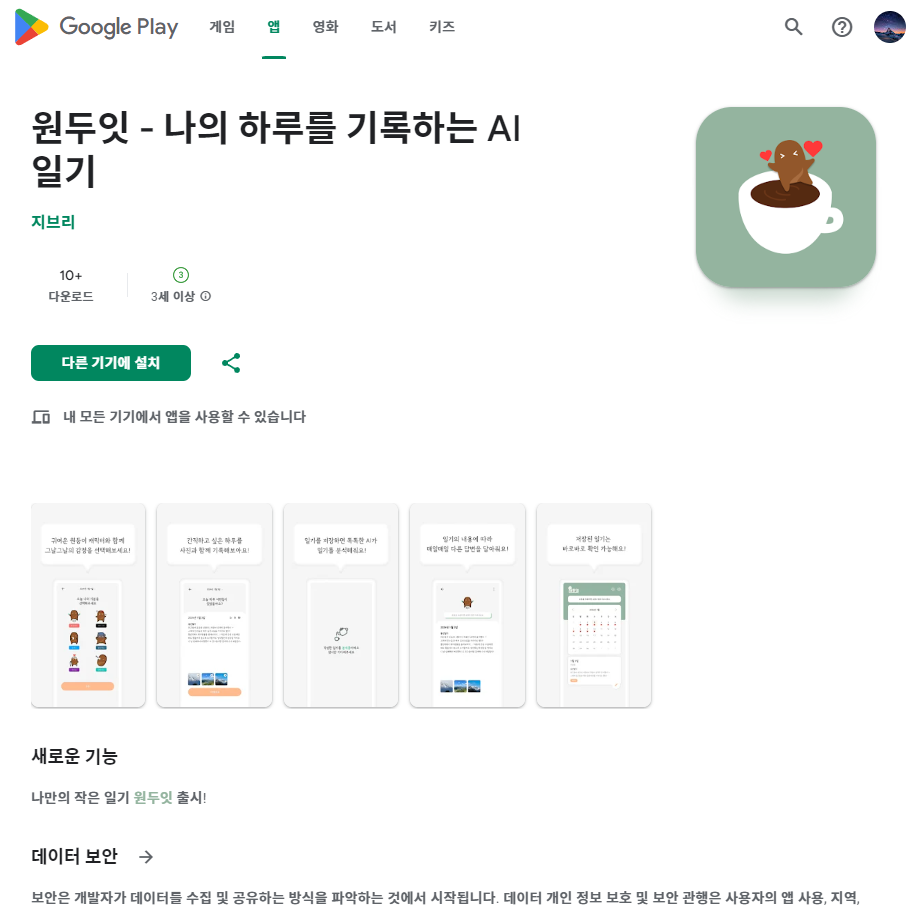 Google Play 게임 앱 영화 도서 키즈
원두잇 - 나의 하루를 기록하는 AI
일기
지브리
10+
다운로드
3
3세 이상
다른 기기에 설치
내 모든 기기에서 앱을 사용할 수 있습니다
귀여운 원둥이 캐릭터와 함께
그날그날의 감정을 선택해보세요!
간직하고 싶은 하루를
사진과 함께 기록해보아요!
일기를 저장하면 똑똑한 AI가
일기를 분석해줘요!
일기의 내용에 따라
매일매일 다른 답변을 달아줘요!
저장된 일기는
바로바로 확인 가능해요!
새로운 기능
나만의 작은 일기 원두잇 출시!
데이터 보안
보안은 개발자가 데이터를 수집 및 공유하는 방식을 파악하는 것에서 시작됩니다. 데이터 개인 정보 보호 및 보안 관행은 사용자의 앱 사용, 지역,